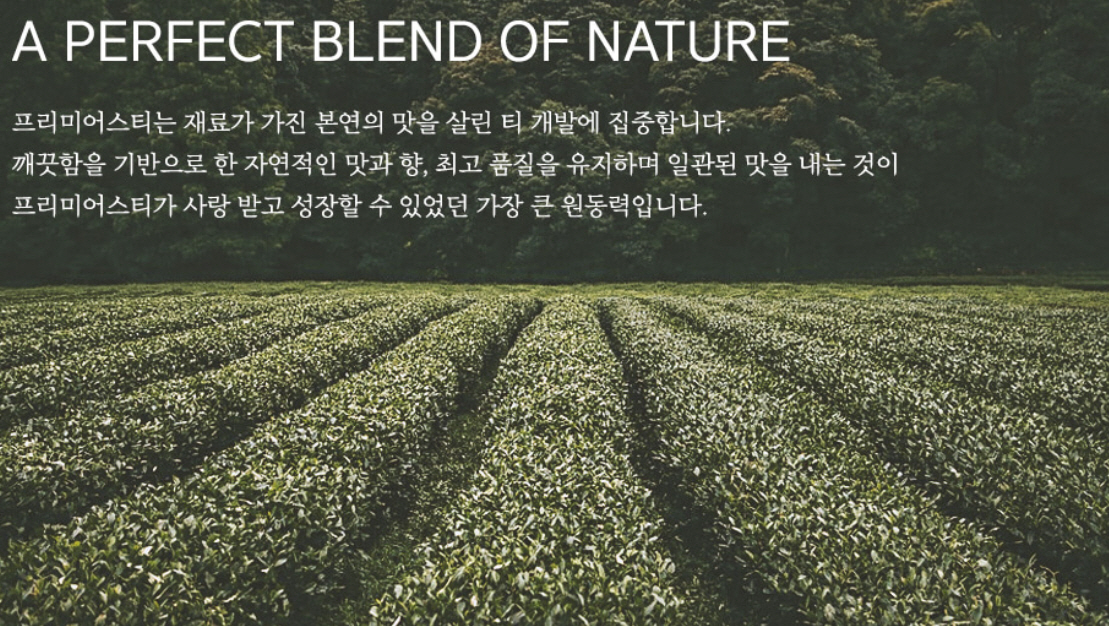 A PERFECT BLEND OF NATURE
프리미어스티는 재료가 가진 본연의 맛을 살린 티 개발에 집중합니다.
깨끗함을 기반으로 한 자연적인 맛과 향, 최고 품질을 유지하며 일관된 맛을 내는 것이
프리미어스티가 사랑 받고 성장할 수 있었던 가장 큰 원동력입니다.